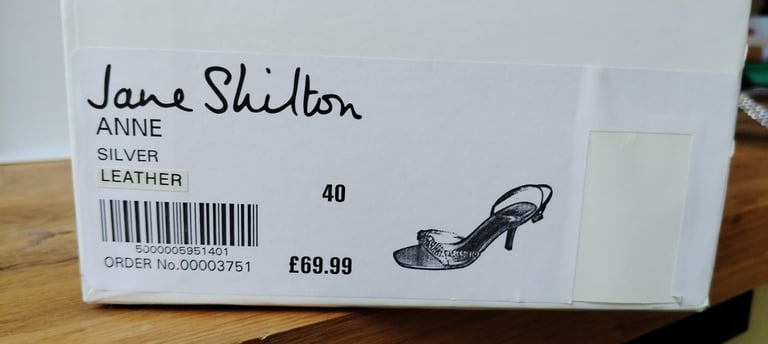 Jane Shilton
ANNE
SILVER
LEATHER
40
5000005951401
ORDER No.00003751
£69.99